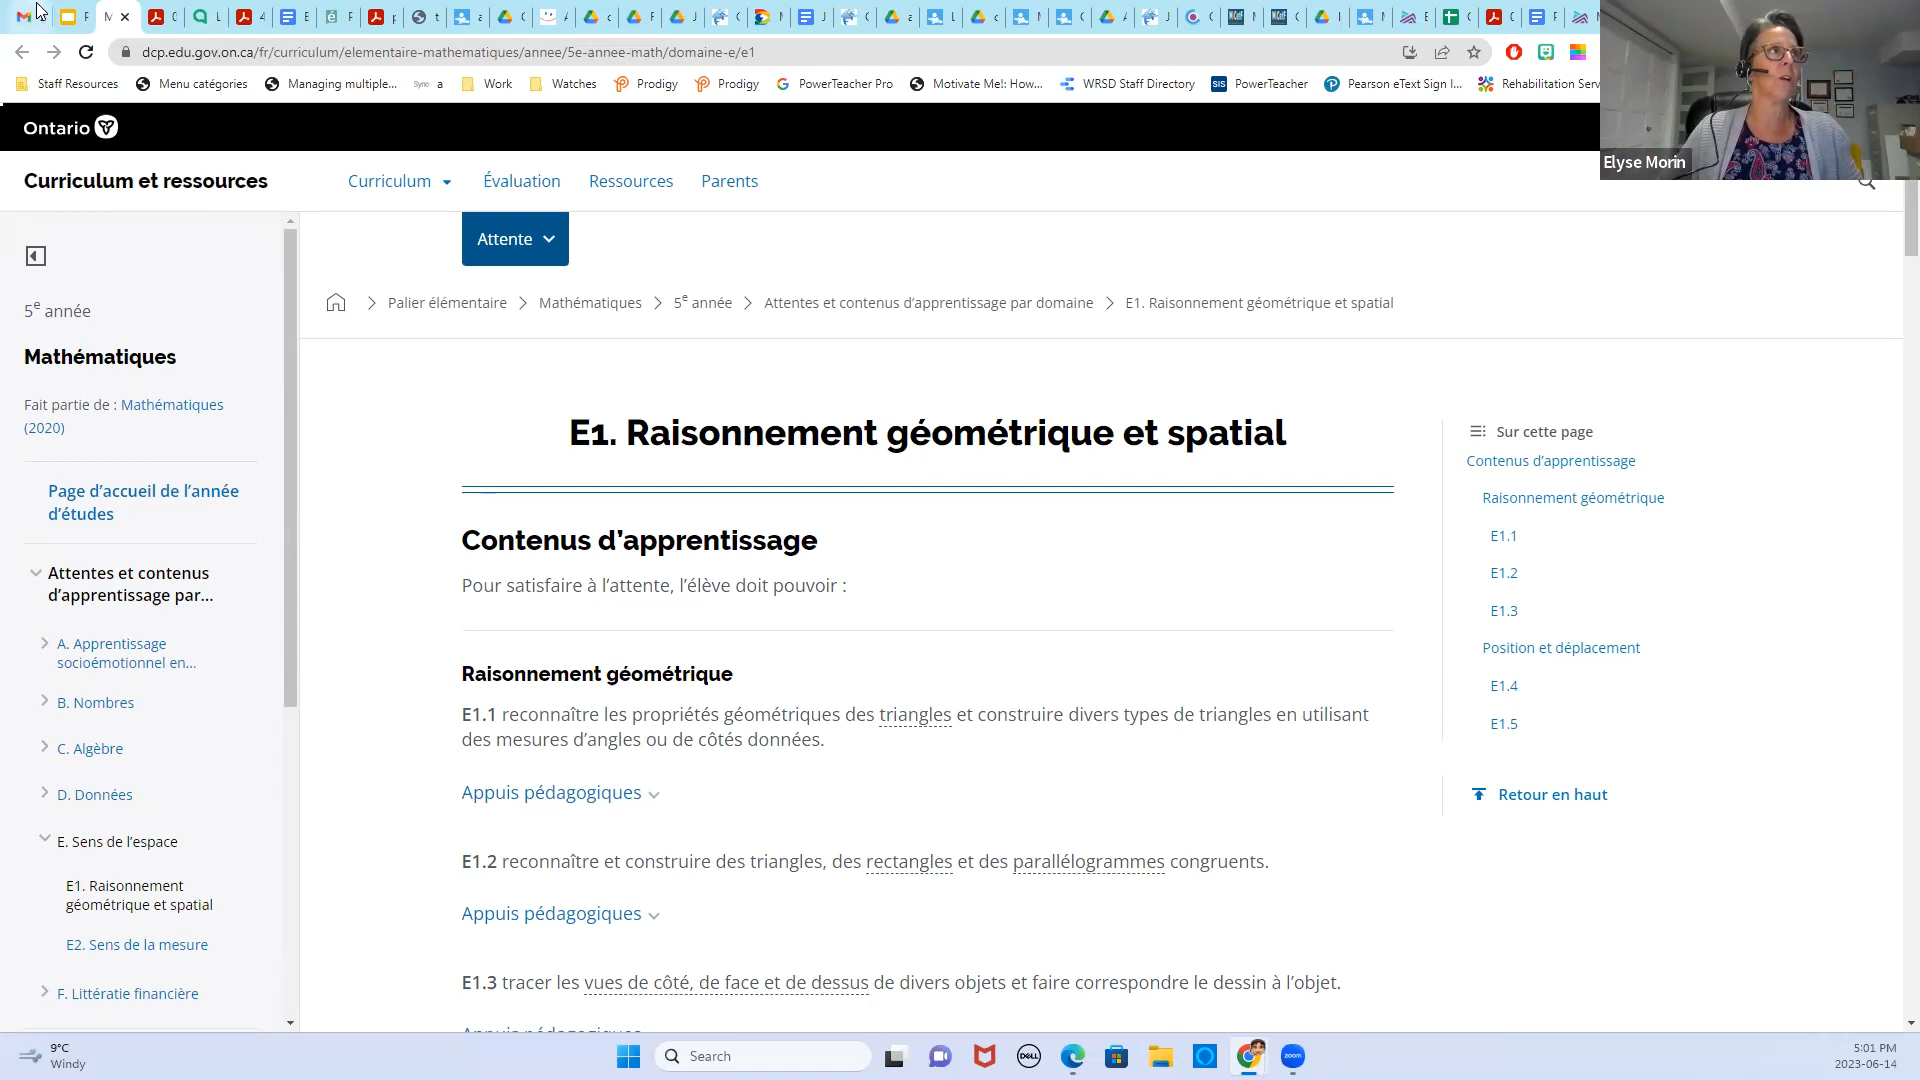 dcp.edu.gov.on.ca/fr/curriculum/elementaire-mathematiques/annee/5e-annee-math/domaine-e/e1
Staff Resources Menu catégories Managing multiple... Sync a Work Watches Prodigy Prodigy PowerTeacher Pro Motivate Me!: How... WRSD Staff Directory SIS PowerTeacher Pearson eText Sign I... Rehabilitation Serv
Elyse Morin
Ontario
Curriculum et ressources
Curriculum Évaluation Ressources Parents
Attente
Palier élémentaire > Mathématiques > 5e année > Attentes et contenus d’apprentissage par domaine > E1. Raisonnement géométrique et spatial
5e année
Mathématiques
Fait partie de : Mathématiques
(2020)
Page d’accueil de l’année
d’études
Attentes et contenus
d’apprentissage par...
A. Apprentissage
socioémotionnel en...
B. Nombres
C. Algèbre
D. Données
E. Sens de l’espace
E1. Raisonnement
géométrique et spatial
E2. Sens de la mesure
F. Littératie financière
E1. Raisonnement géométrique et spatial
Contenus d’apprentissage
Pour satisfaire à l’attente, l’élève doit pouvoir :
Raisonnement géométrique
E1.1 reconnaître les propriétés géométriques des triangles et construire divers types de triangles en utilisant
des mesures d’angles ou de côtés données.
Appuis pédagogiques
E1.2 reconnaître et construire des triangles, des rectangles et des parallélogrammes congruents.
Appuis pédagogiques
E1.3 tracer les vues de côté, de face et de dessus de divers objets et faire correspondre le dessin à l’objet.
Appuis pédagogiques
Sur cette page
Contenus d’apprentissage
Raisonnement géométrique
E1.1
E1.2
E1.3
Position et déplacement
E1.4
E1.5
Retour en haut
9°C
Windy
Search
DELL
zoom
5:01 PM
2023-06-14